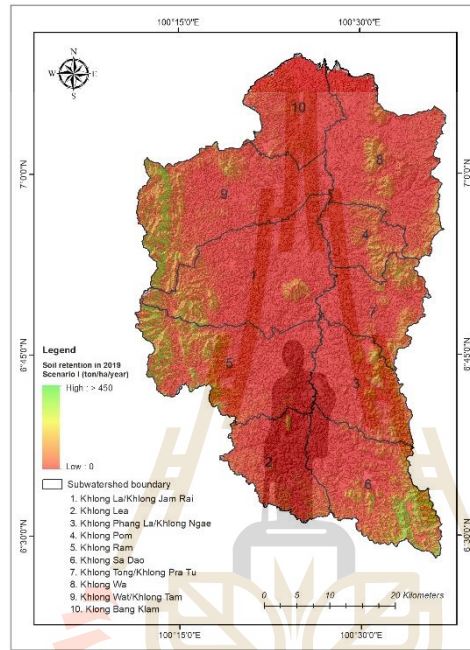 100°15'0"E 100°30'0"E
N
W E
S
10
8
7°0'0"N 7°0'0"N
9
4
1
7
6°45'0"N 6°45'0"N
Legend
Soil retention in 2019
Scenario I (ton/ha/year)
High : > 450
Low : 0
5
3
2
6
Subwatershed boundary
1. Khlong La/Khlong Jam Rai
2. Khlong Lea
3. Khlong Phang La/Khlong Ngae
4. Khlong Pom
5. Khlong Ram
6. Khlong Sa Dao
7. Khlong Tong/Khlong Pra Tu
8. Khlong Wa
9. Khlong Wat/Khlong Tam
10. Klong Bang Klam
6°30'0"N 6°30'0"N
0 5 10 20 Kilometers
100°15'0"E 100°30'0"E